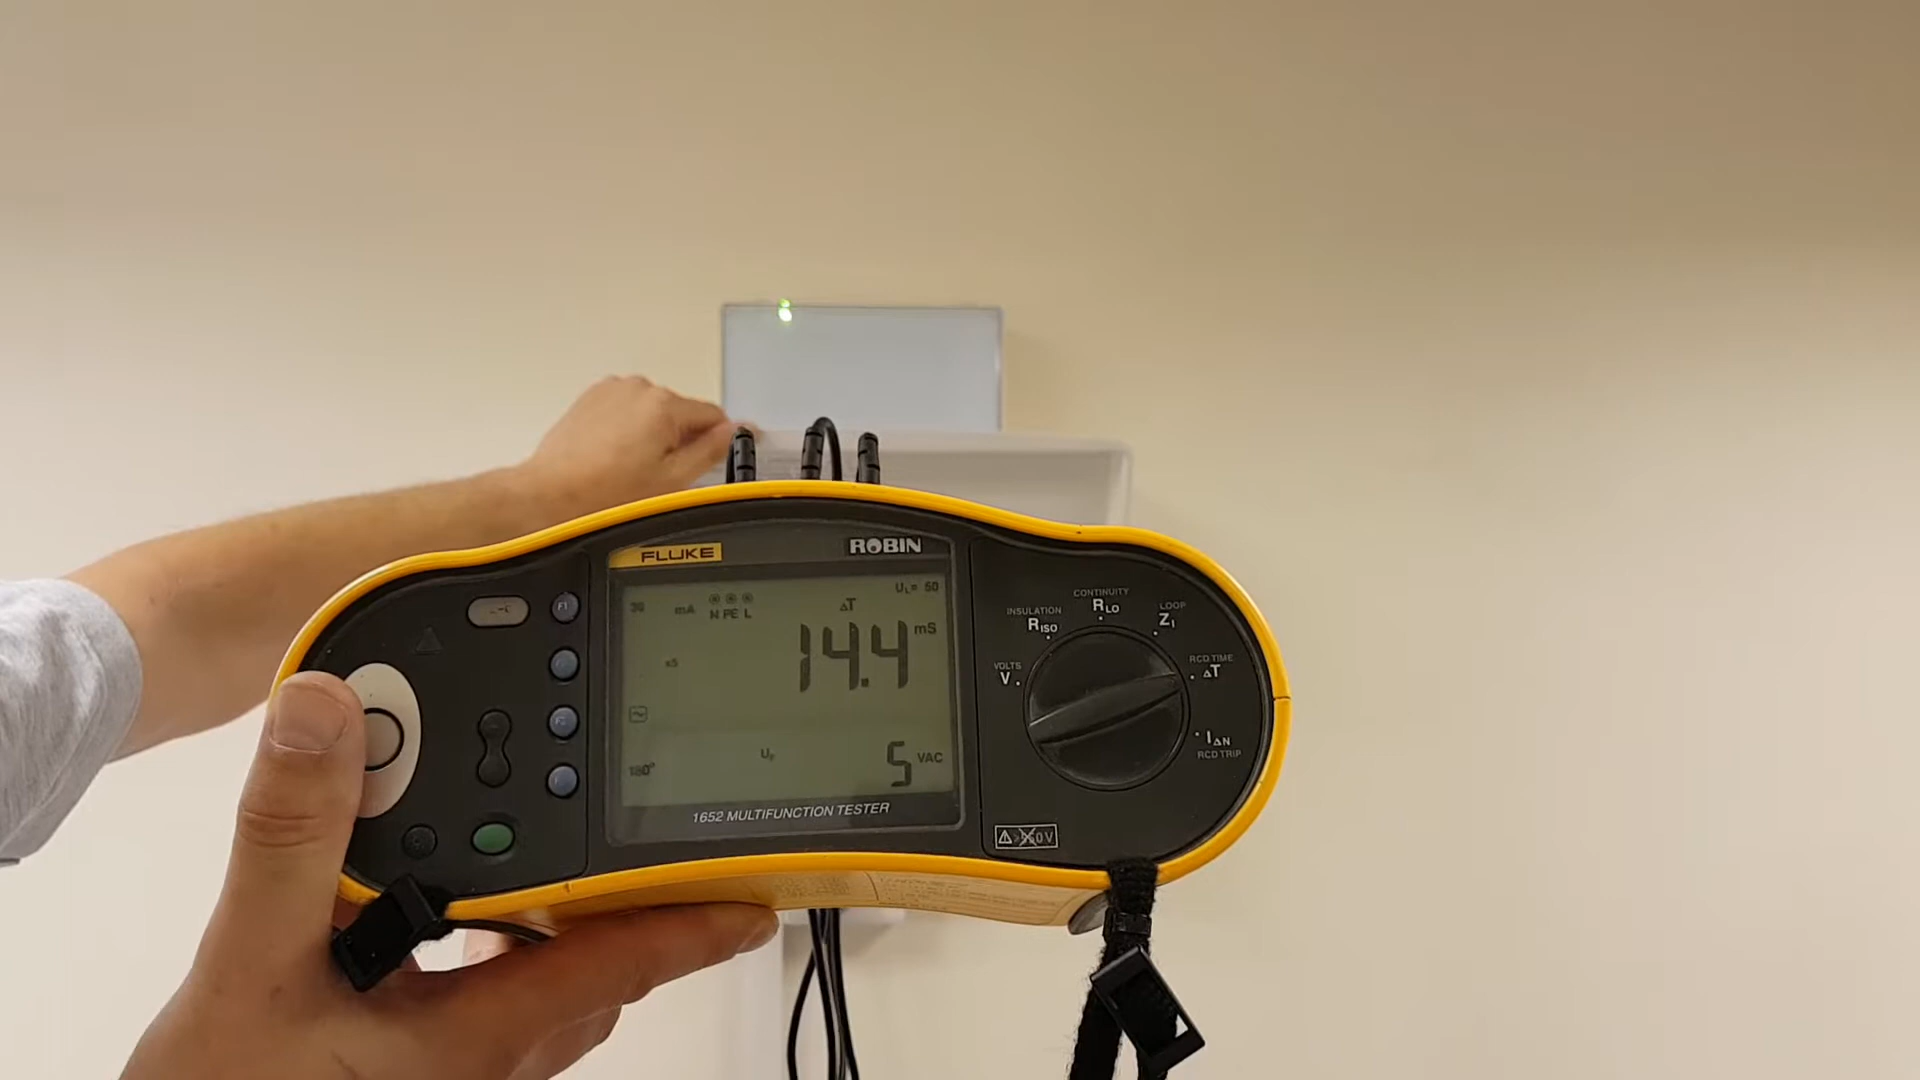 FLUKE
ROBIN
30 mA N PE L ΔT UL= 50
14.4 mS
x5
180° UF 5 VAC
1652 MULTIFUNCTION TESTER
F1
VOLTS
V
INSULATION
RISO
CONTINUITY
RLO
LOOP
ZI
RCD TIME
ΔT
IΔN
RCD TRIP